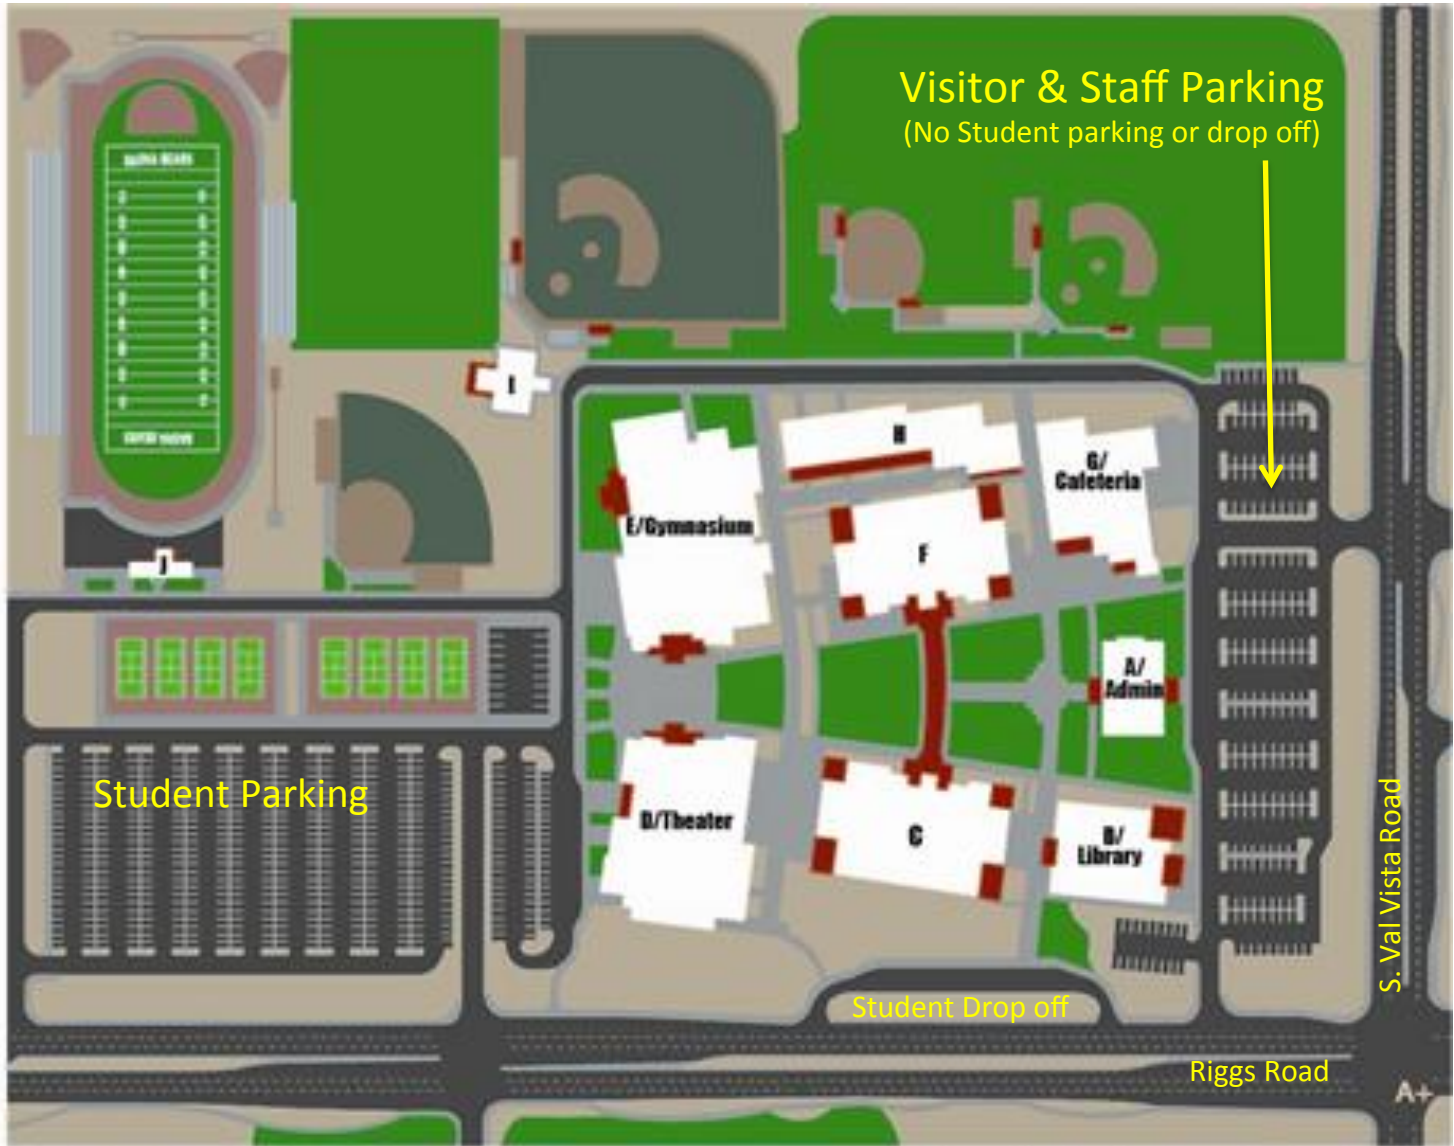 Visitor & Staff Parking
(No Student parking or drop off)
I
H
G/
Cafeteria
E/Gymnasium
F
J
A/
Admin
Student Parking
D/Theater
C
B/
Library
S. Val Vista Road
Student Drop off
Riggs Road
A+